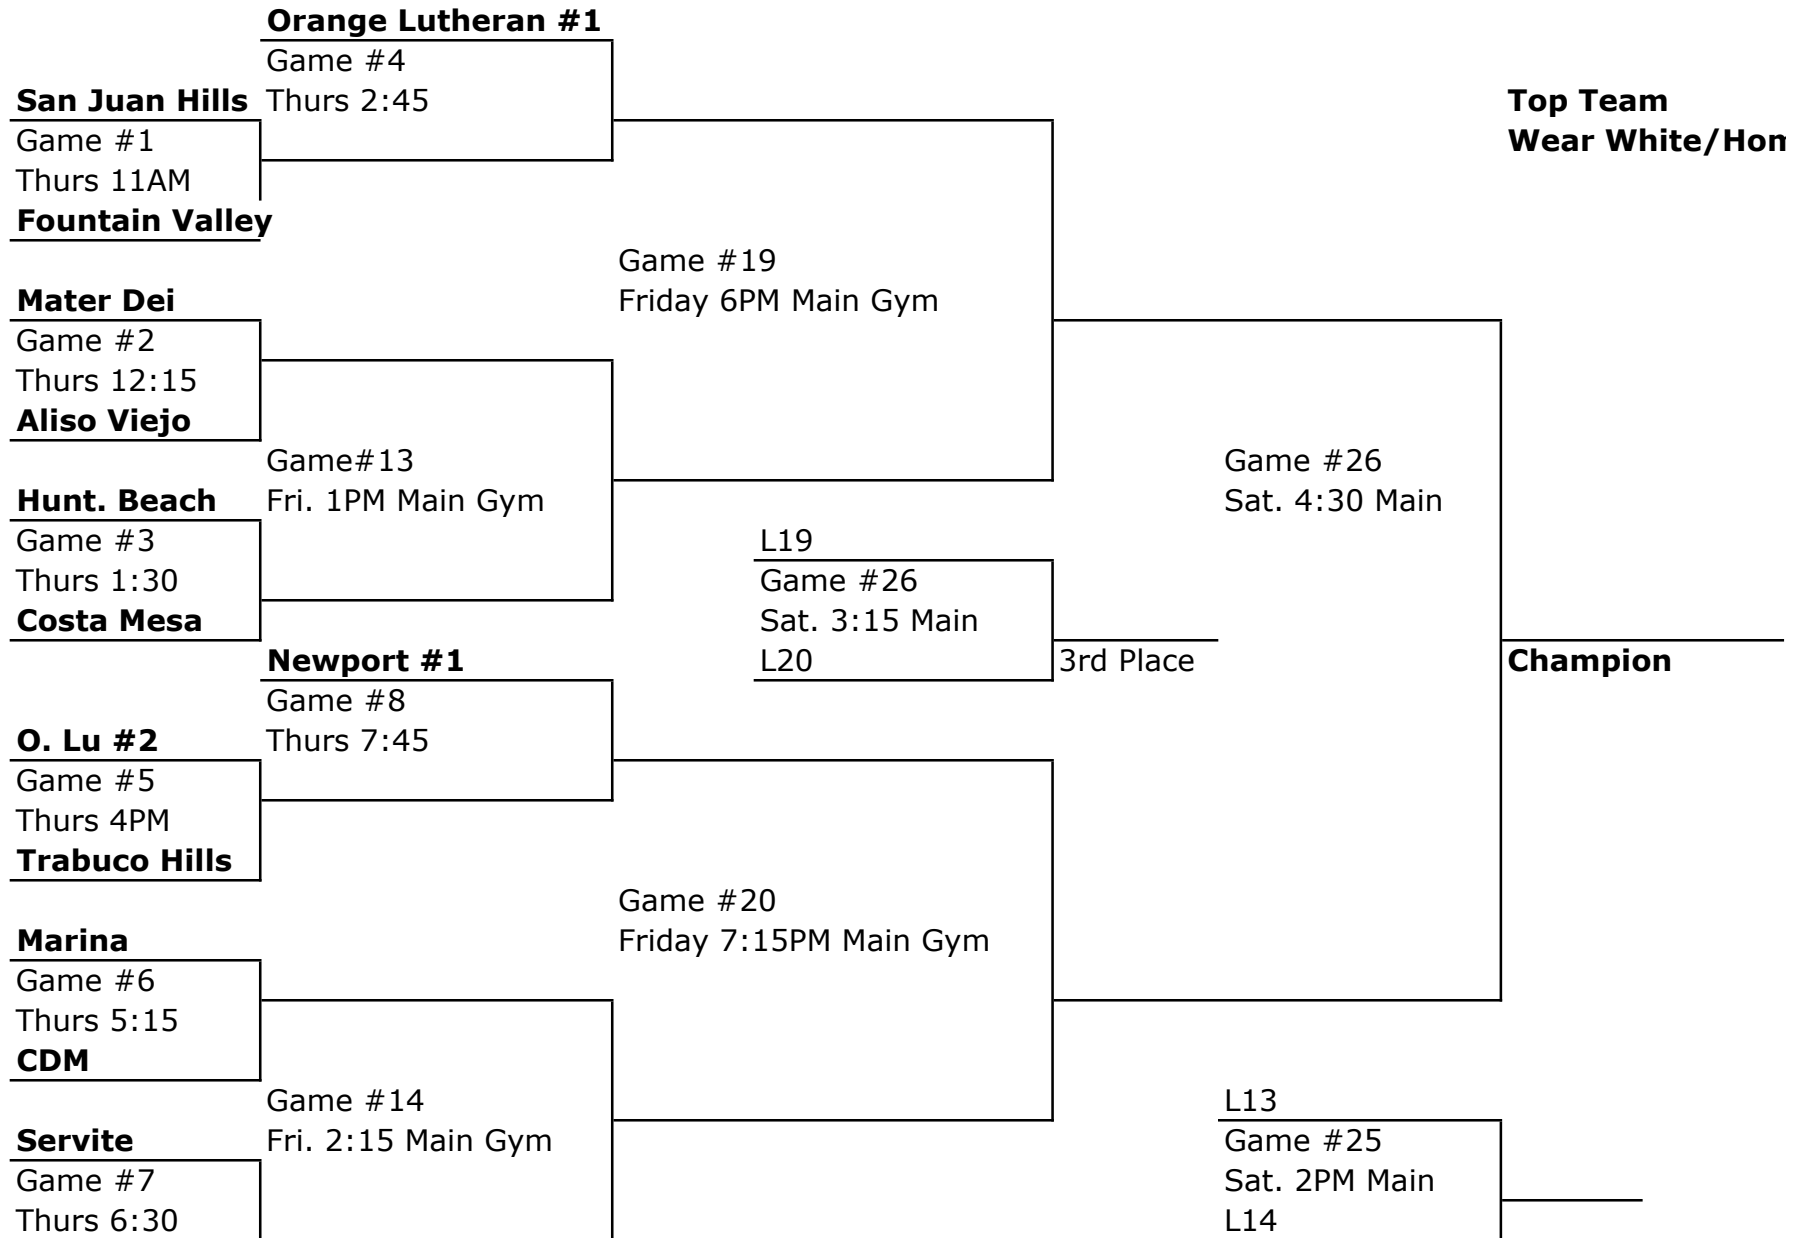 Orange Lutheran #1
Game #4
San Juan Hills Thurs 2:45 Top Team
Game #1 Wear White/Hom
Thurs 11AM
Fountain Valley
Game #19
Mater Dei Friday 6PM Main Gym
Game #2
Thurs 12:15
Aliso Viejo
Game#13 Game #26
Hunt. Beach Fri. 1PM Main Gym Sat. 4:30 Main
Game #3 L19
Thurs 1:30 Game #26
Costa Mesa Sat. 3:15 Main
Newport #1 L20 3rd Place Champion
Game #8
O. Lu #2 Thurs 7:45
Game #5
Thurs 4PM
Trabuco Hills
Game #20
Marina Friday 7:15PM Main Gym
Game #6
Thurs 5:15
CDM
Game #14 L13
Servite Fri. 2:15 Main Gym Game #25
Game #7 Sat. 2PM Main
Thurs 6:30 L14